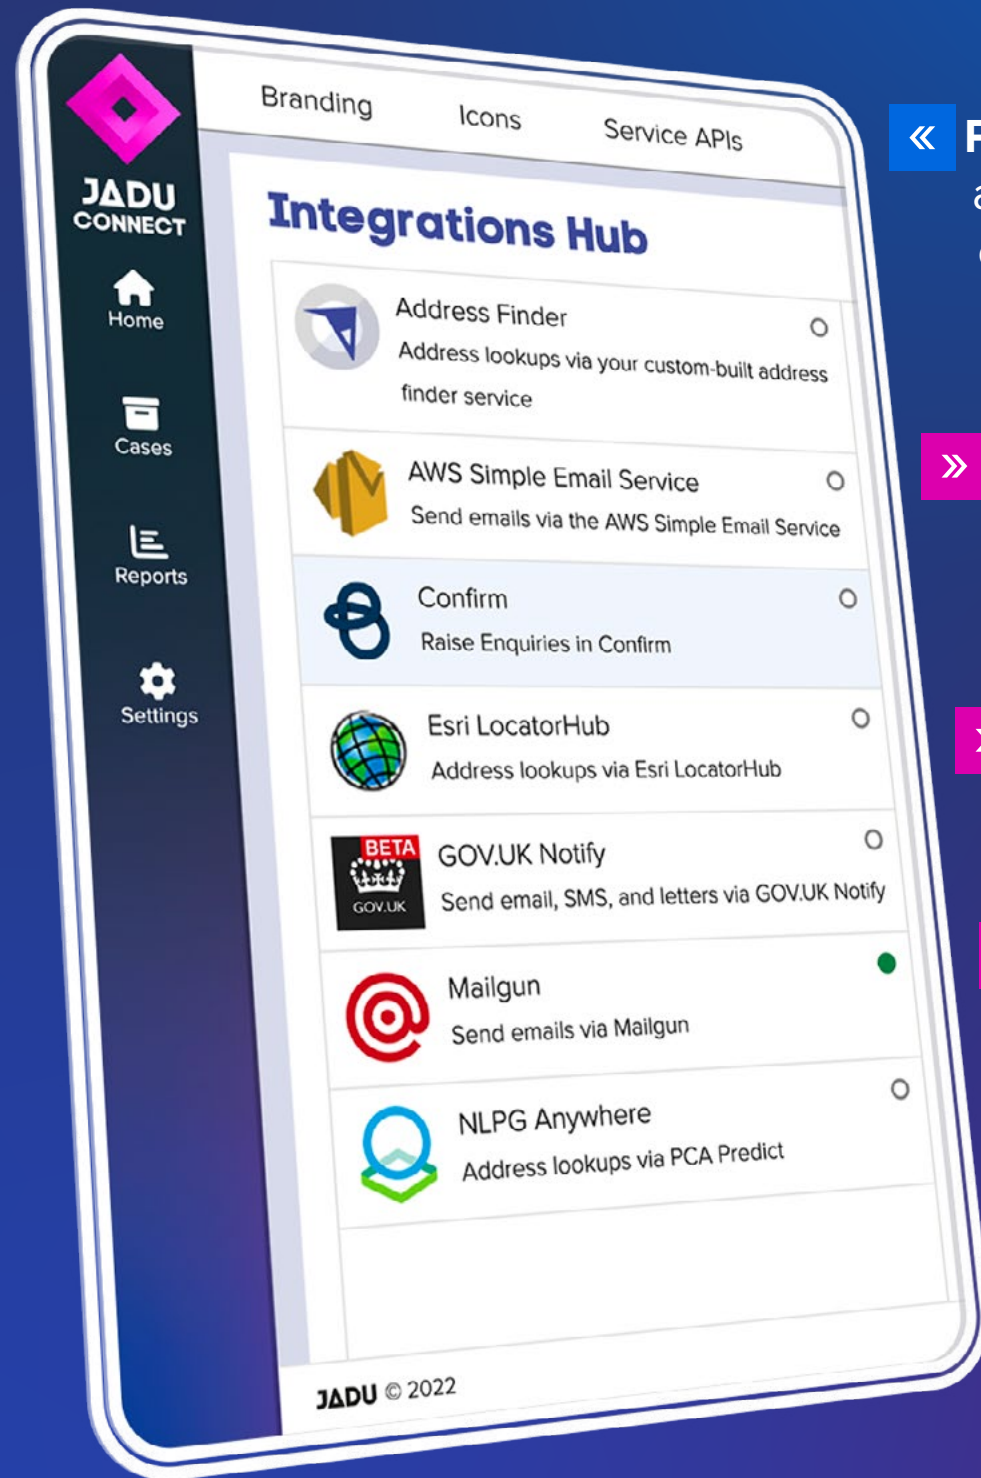 JADU
CONNECT
Home
Cases
Reports
Settings
Branding Icons Service APIs
Integrations Hub
Address Finder
Address lookups via your custom-built address
finder service
AWS Simple Email Service
Send emails via the AWS Simple Email Service
Confirm
Raise Enquiries in Confirm
Esri LocatorHub
Address lookups via Esri LocatorHub
BETA
GOV.UK
GOV.UK Notify
Send email, SMS, and letters via GOV.UK Notify
Mailgun
Send emails via Mailgun
NLPG Anywhere
Address lookups via PCA Predict
JADU © 2022